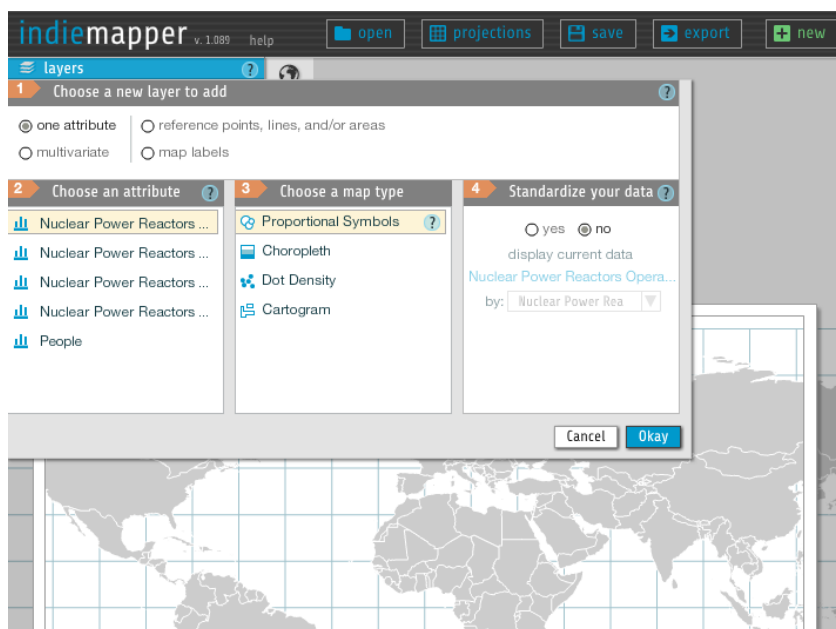 indiemapper v. 1.089 help open projections save export new
layers ?
1 Choose a new layer to add ?
one attribute reference points, lines, and/or areas
multivariate map labels
2 Choose an attribute ? 3 Choose a map type 4 Standardize your data ?
Nuclear Power Reactors ... Proportional Symbols ? yes no
Nuclear Power Reactors ... Choropleth display current data
Nuclear Power Reactors ... Dot Density Nuclear Power Reactors Opera...
Nuclear Power Reactors ... Cartogram by: Nuclear Power Rea
People
Cancel Okay